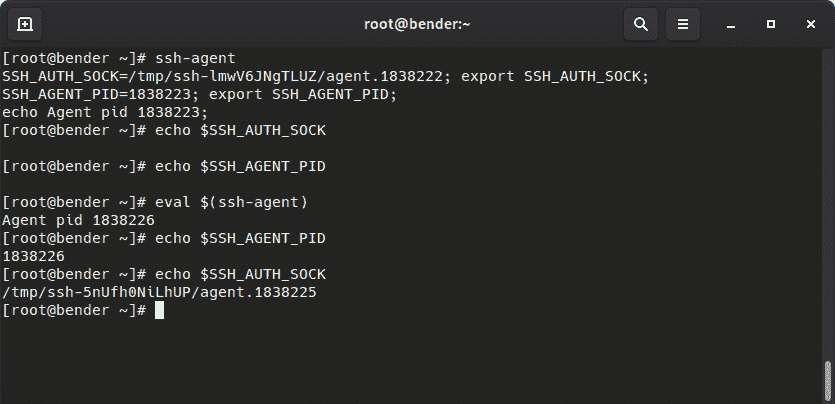 root@bender:~
[root@bender ~]# ssh-agent
SSH_AUTH_SOCK=/tmp/ssh-lmwV6JNgTLUZ/agent.1838222; export SSH_AUTH_SOCK;
SSH_AGENT_PID=1838223; export SSH_AGENT_PID;
echo Agent pid 1838223;
[root@bender ~]# echo $SSH_AUTH_SOCK
[root@bender ~]# echo $SSH_AGENT_PID
[root@bender ~]# eval $(ssh-agent)
Agent pid 1838226
[root@bender ~]# echo $SSH_AGENT_PID
1838226
[root@bender ~]# echo $SSH_AUTH_SOCK
/tmp/ssh-5nUfh0NiLhUP/agent.1838225
[root@bender ~]#